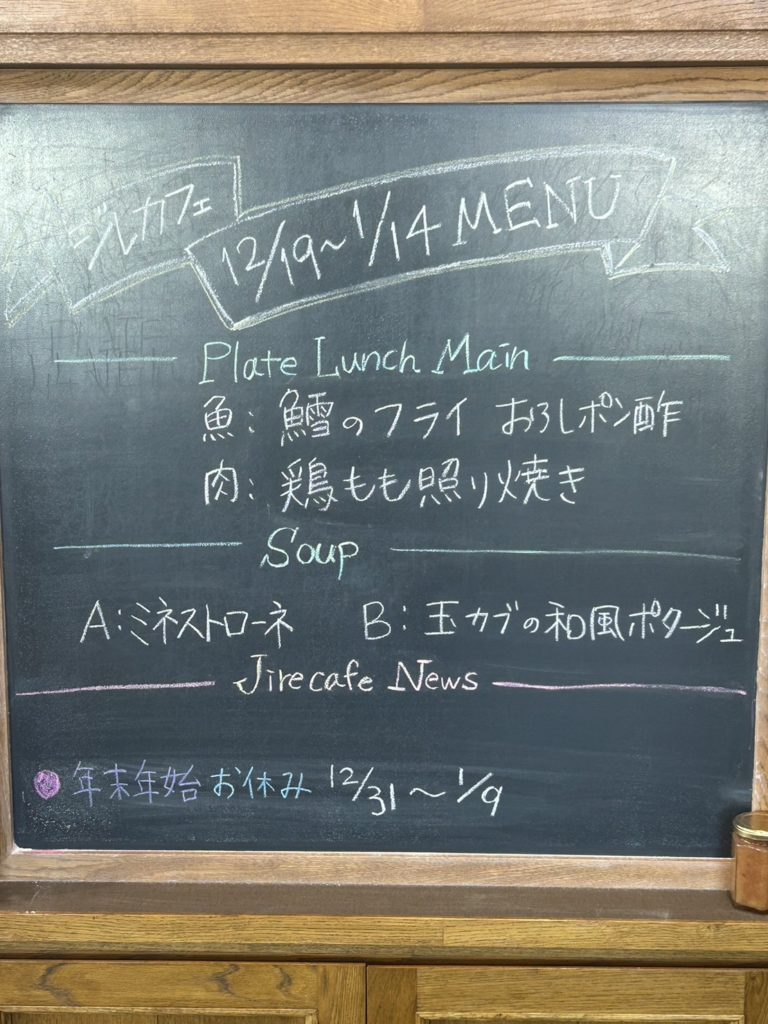 ジルカフェ 12/19～1/14 MENU
Plate Lunch Main
魚：鱈のフライ おろしポン酢
肉：鶏もも照り焼き
Soup
A：ミネストローネ B：玉カブの和風ポタージュ
Jirecafe News
年末年始 お休み 12/31～1/9